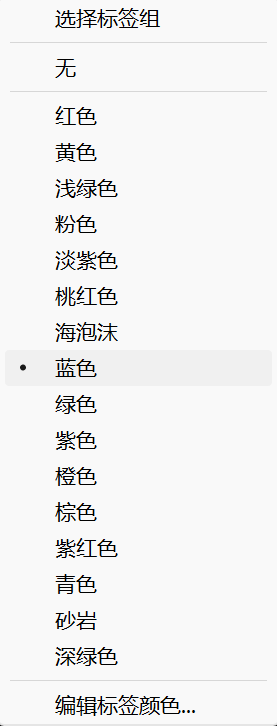 选择标签组
无
红色
黄色
浅绿色
粉色
淡紫色
桃红色
海泡沫
蓝色
绿色
紫色
橙色
棕色
紫红色
青色
砂岩
深绿色
编辑标签颜色...